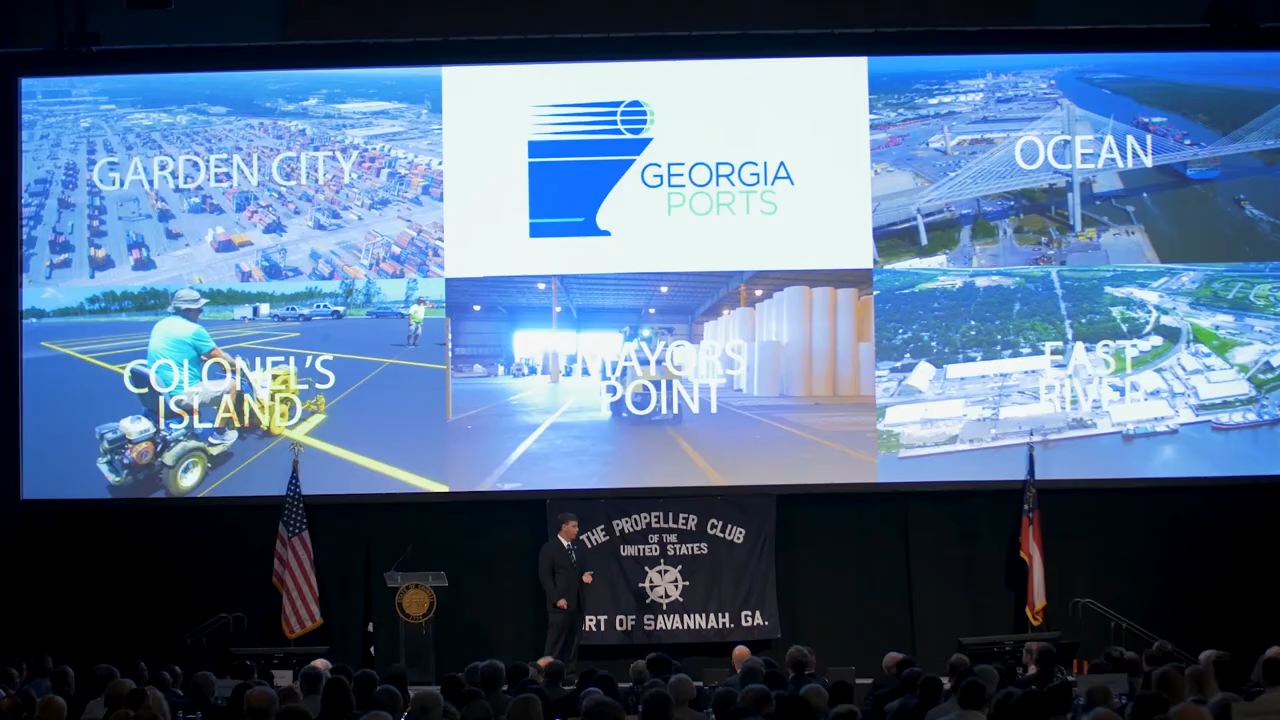 GARDEN CITY
GEORGIA
PORTS
OCEAN
COLONEL'S
ISLAND
MAYORS
POINT
EAST
RIVER
THE PROPELLER CLUB
OF THE
UNITED STATES
RT OF SAVANNAH. GA.